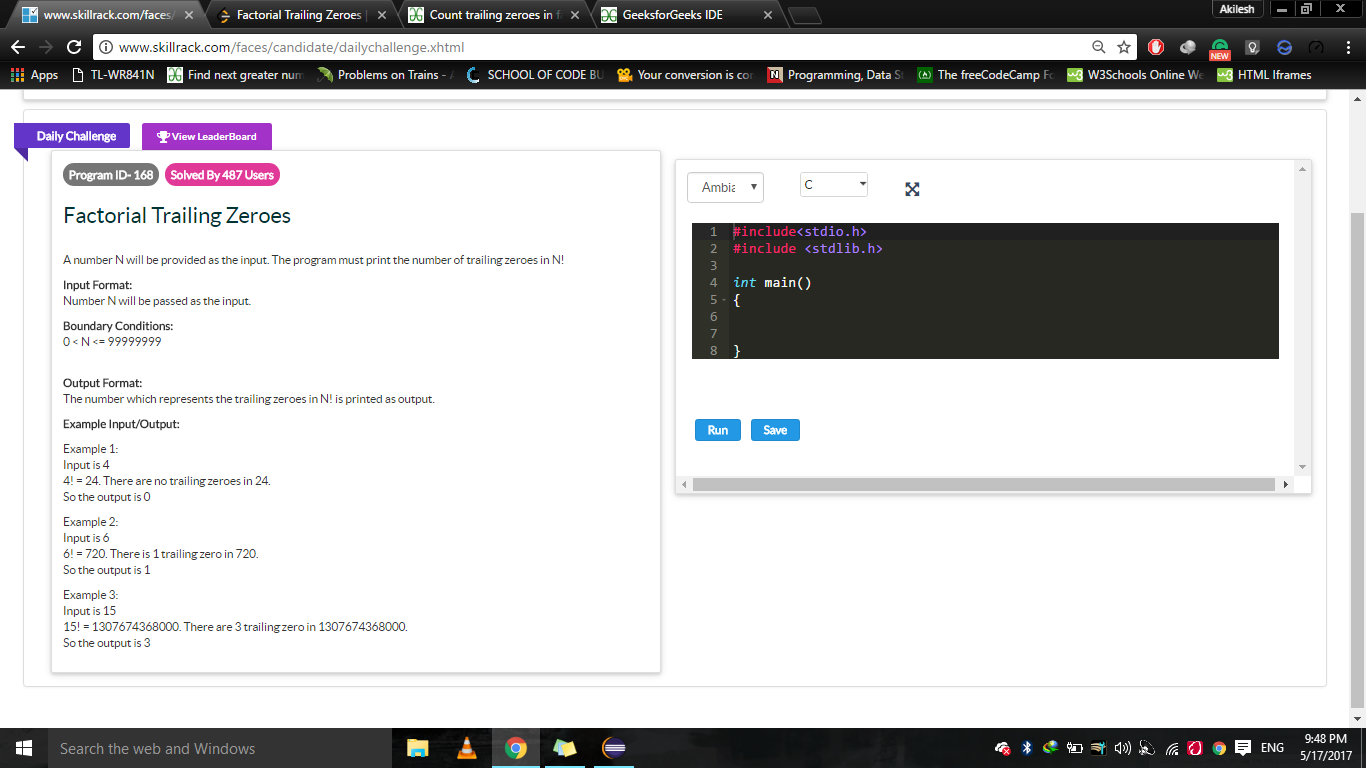 www.skillrack.com/faces/
Factorial Trailing Zeroes
Count trailing zeroes in f
GeeksforGeeks IDE
Akilesh
www.skillrack.com/faces/candidate/dailychallenge.xhtml
NEW
Apps
TL-WR841N
Find next greater num
Problems on Trains -
SCHOOL OF CODE BU
Your conversion is co
Programming, Data S
The freeCodeCamp F
W3Schools Online W
HTML Iframes
Daily Challenge
View LeaderBoard
Program ID- 168
Solved By 487 Users
Factorial Trailing Zeroes
A number N will be provided as the input. The program must print the number of trailing zeroes in N!
Input Format:
Number N will be passed as the input.
Boundary Conditions:
0 < N <= 99999999
Output Format:
The number which represents the trailing zeroes in N! is printed as output.
Example Input/Output:
Example 1:
Input is 4
4! = 24. There are no trailing zeroes in 24.
So the output is 0
Example 2:
Input is 6
6! = 720. There is 1 trailing zero in 720.
So the output is 1
Example 3:
Input is 15
15! = 1307674368000. There are 3 trailing zero in 1307674368000.
So the output is 3
Ambia
C
1 #include<stdio.h>
2 #include <stdlib.h>
3
4 int main()
5 {
6
7
8 }
Run
Save
Search the web and Windows
ENG
9:48 PM
5/17/2017